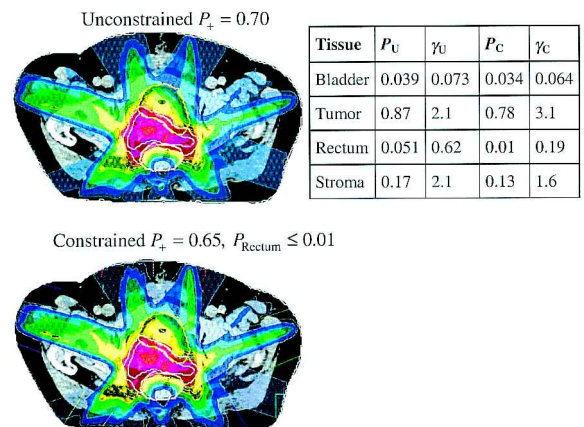 Unconstrained P+ = 0.70
Tissue PU γU PC γC
Bladder 0.039 0.073 0.034 0.064
Tumor 0.87 2.1 0.78 3.1
Rectum 0.051 0.62 0.01 0.19
Stroma 0.17 2.1 0.13 1.6
Constrained P+ = 0.65, PRectum ≤ 0.01